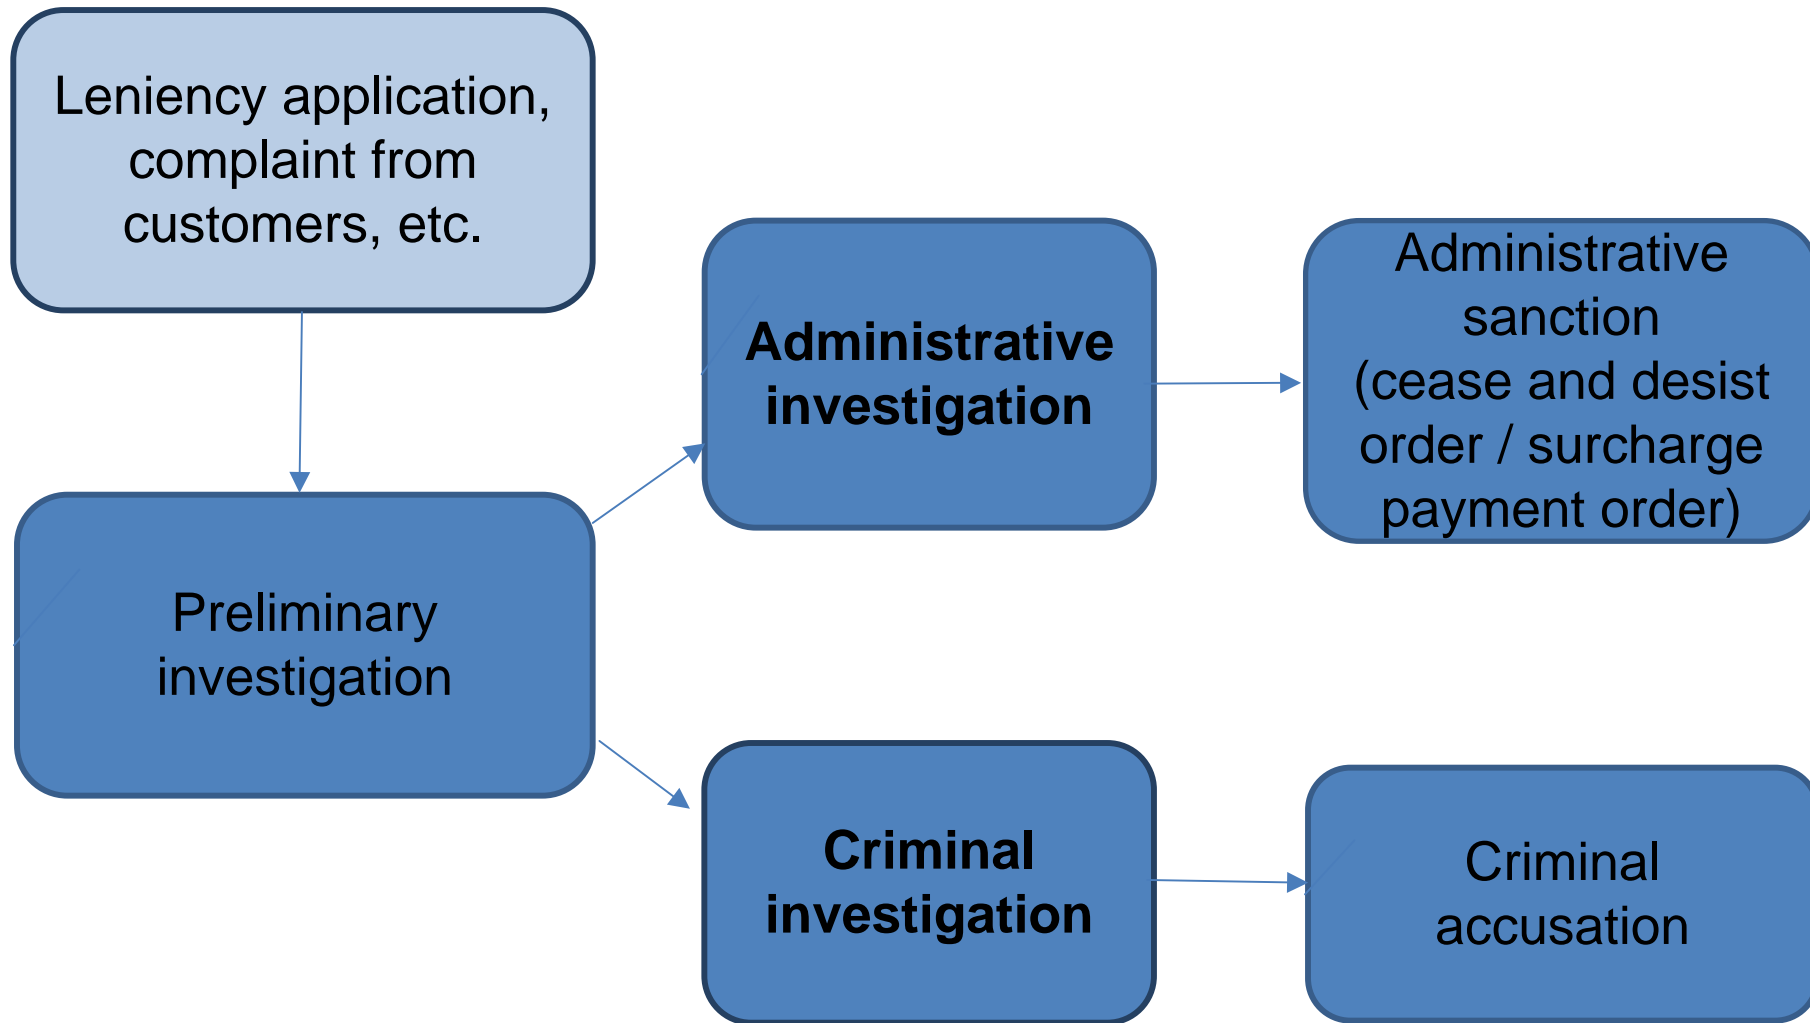 Leniency application,
complaint from
customers, etc.
Preliminary
investigation
Administrative
investigation
Administrative
sanction
(cease and desist
order / surcharge
payment order)
Criminal
investigation
Criminal
accusation